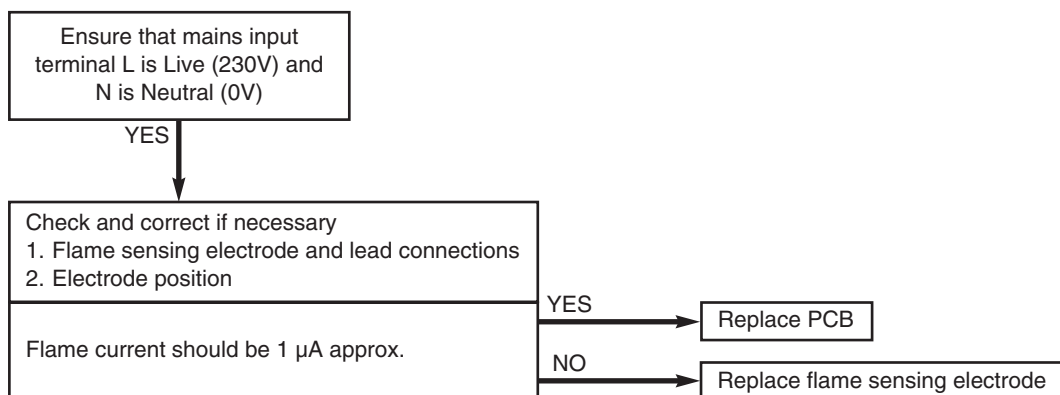 Ensure that mains input
terminal L is Live (230V) and
N is Neutral (0V)
YES
Check and correct if necessary
1. Flame sensing electrode and lead connections
2. Electrode position
Flame current should be 1 µA approx.
YES
Replace PCB
NO
Replace flame sensing electrode